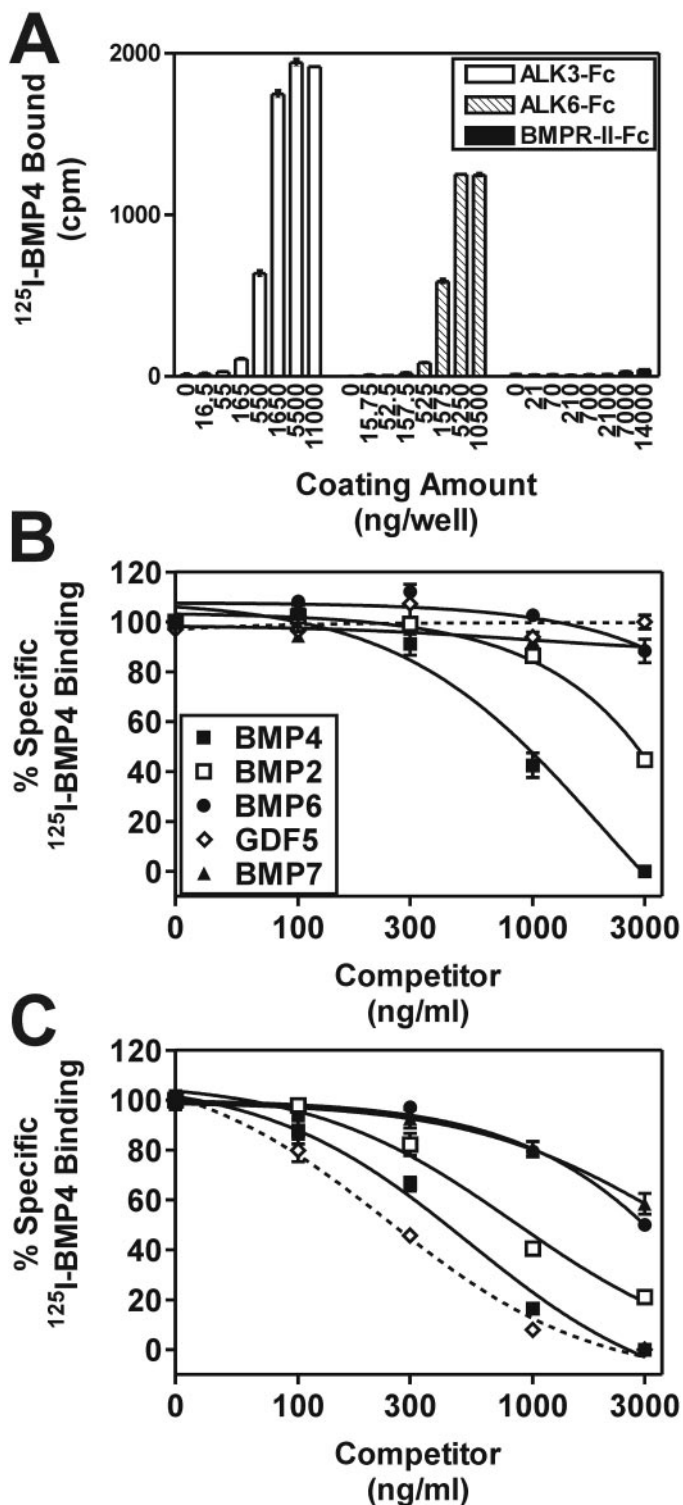 A
2000
1000
0
¹²⁵I-BMP4 Bound
(cpm)
ALK3-Fc
ALK6-Fc
BMPR-II-Fc
0
16.5
55
165
550
1650
5500
11000
0
15.75
52.5
157.5
525
1575
5250
10500
0
21
70
210
700
2100
7000
14000
Coating Amount
(ng/well)
B
120
100
80
60
40
20
0
% Specific
¹²⁵I-BMP4 Binding
BMP4
BMP2
BMP6
GDF5
BMP7
0 100 300 1000 3000
Competitor
(ng/ml)
C
120
100
80
60
40
20
0
% Specific
¹²⁵I-BMP4 Binding
0 100 300 1000 3000
Competitor
(ng/ml)